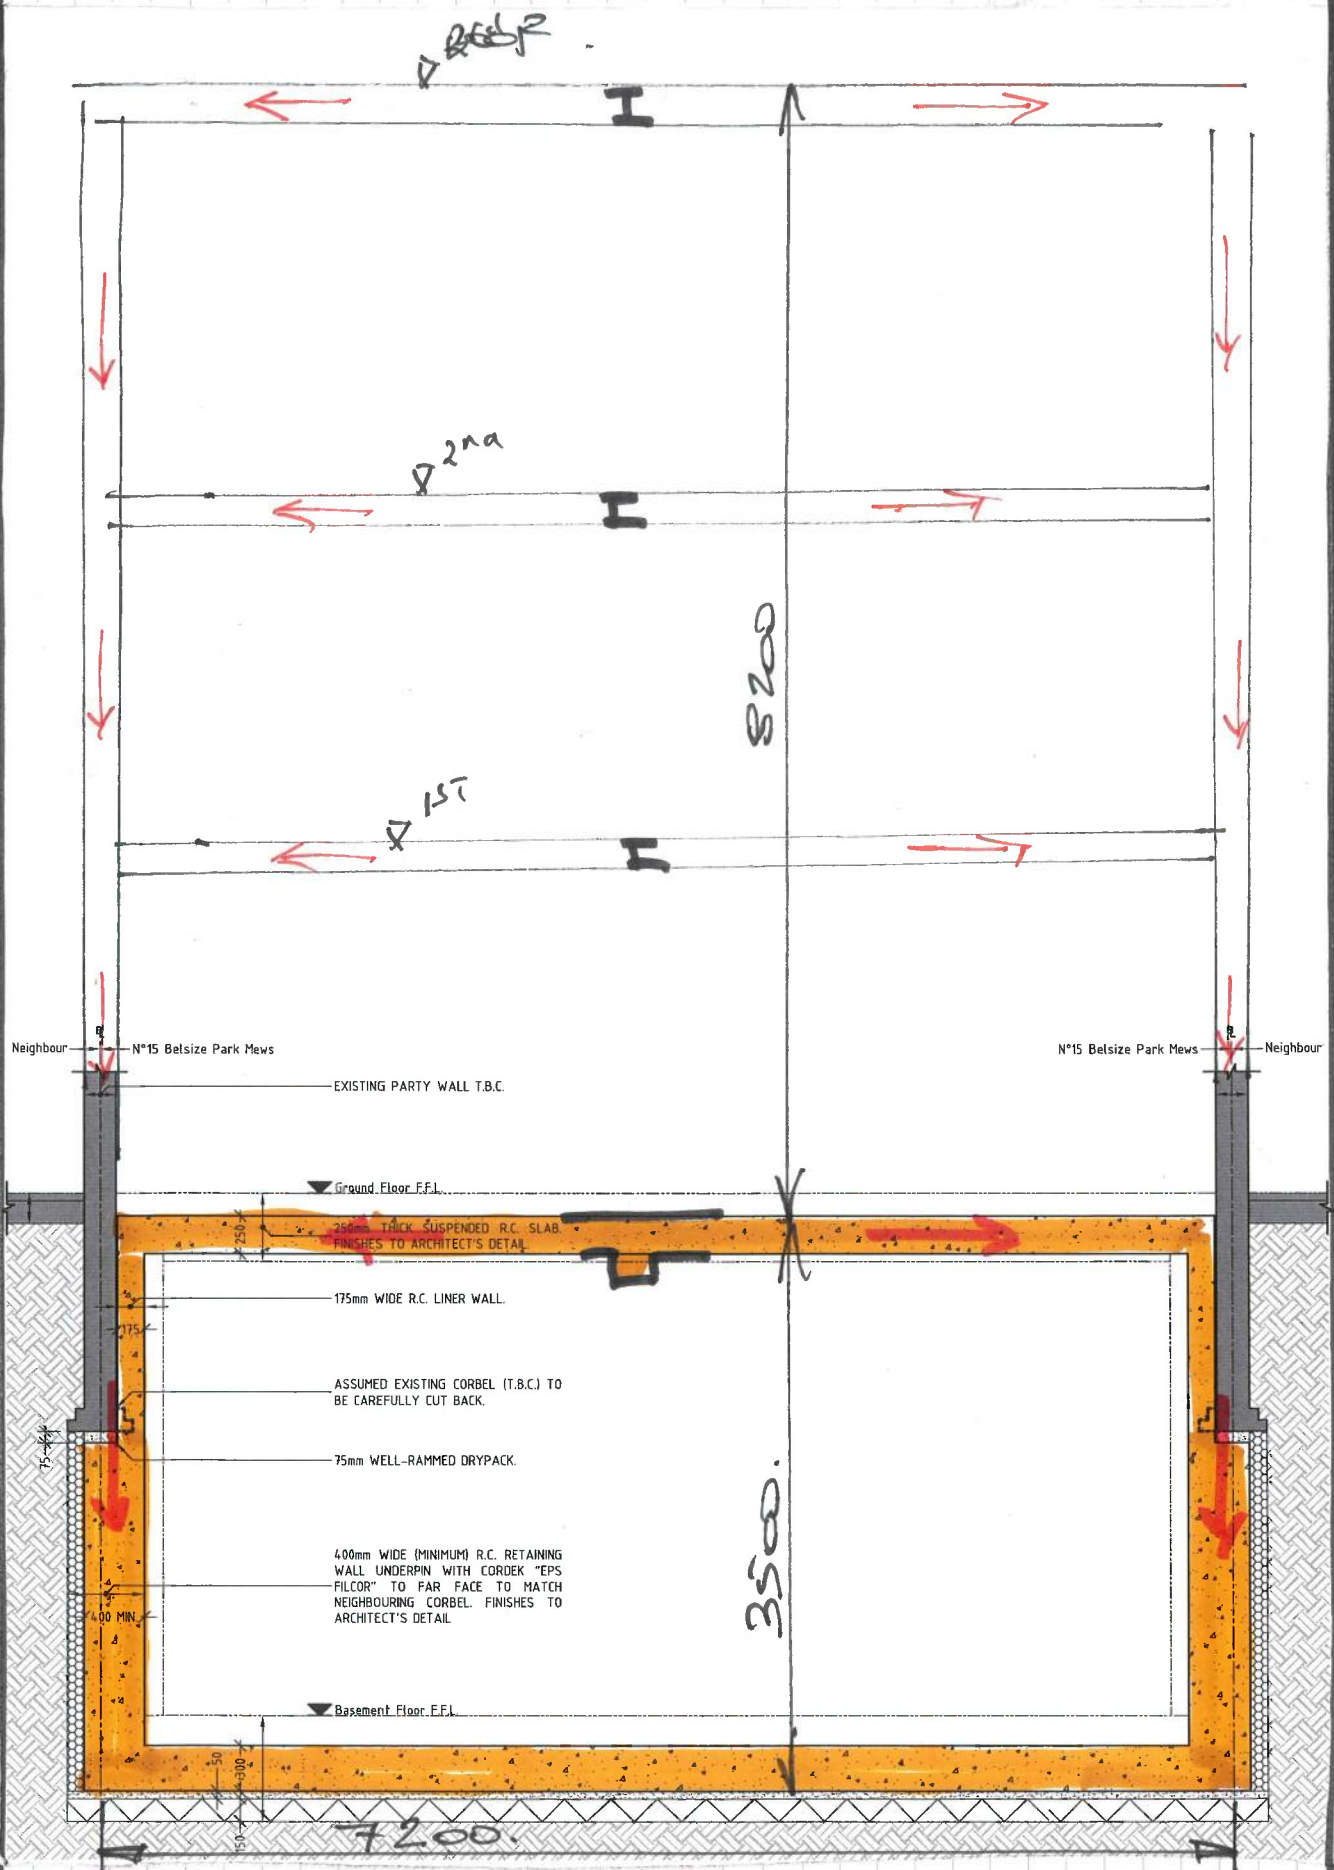 ROOF
2nd
8200
1ST
Neighbour
N°15 Belsize Park Mews
N°15 Belsize Park Mews
Neighbour
EXISTING PARTY WALL T.B.C.
Ground Floor F.F.L.
250
250mm THICK SUSPENDED R.C. SLAB.
FINISHES TO ARCHITECT'S DETAIL
175mm WIDE R.C. LINER WALL.
175
ASSUMED EXISTING CORBEL (T.B.C.) TO
BE CAREFULLY CUT BACK.
75
75mm WELL-RAMMED DRYPACK.
3500.
400mm WIDE (MINIMUM) R.C. RETAINING
WALL UNDERPIN WITH CORDEK "EPS
FILCOR" TO FAR FACE TO MATCH
NEIGHBOURING CORBEL. FINISHES TO
ARCHITECT'S DETAIL
400 MIN.
Basement Floor F.F.L.
50
300
150
7200.